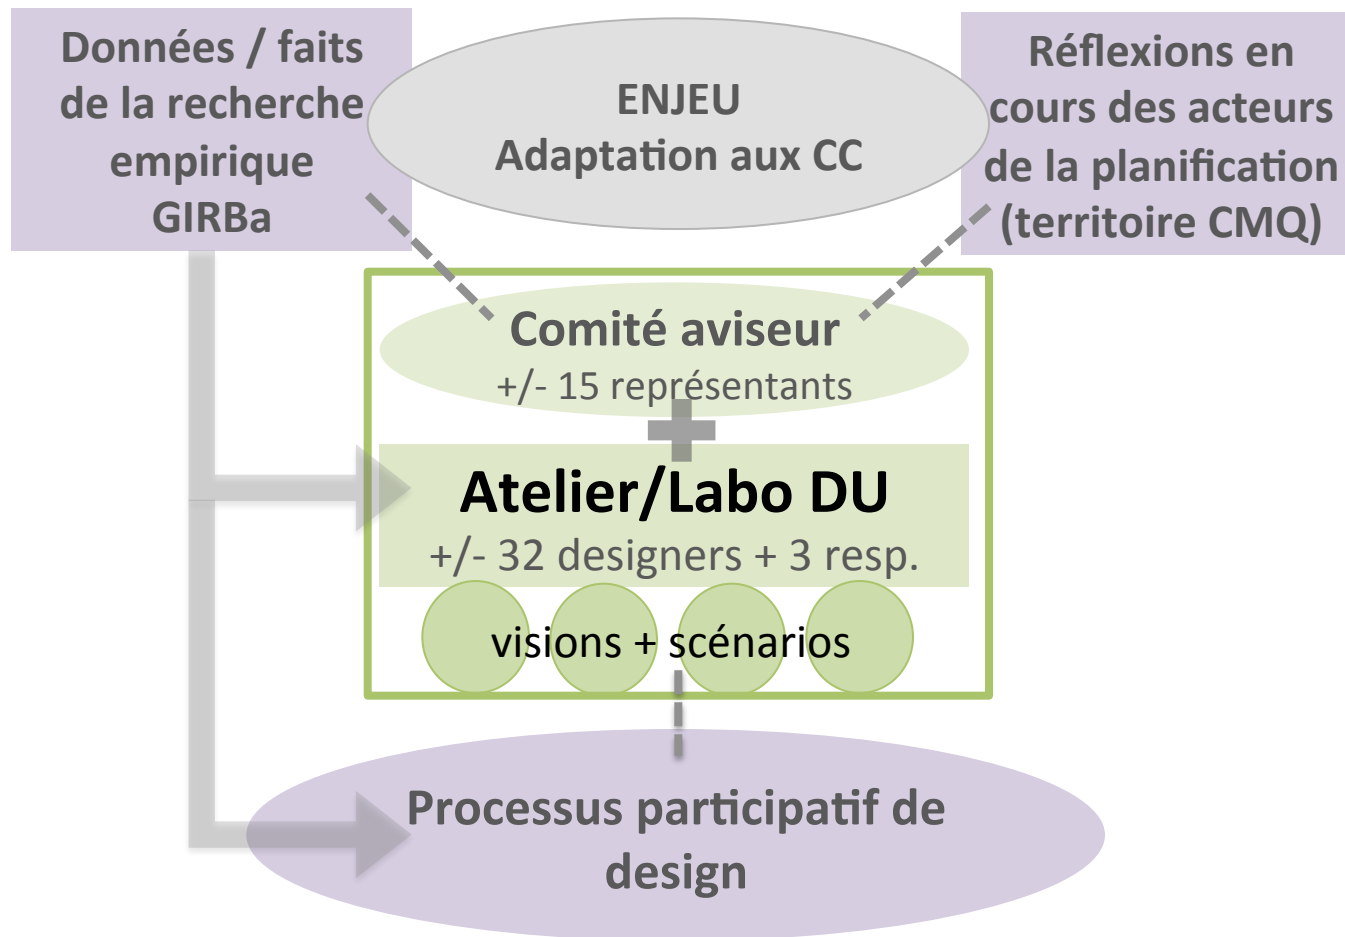 Données / faits
de la recherche
empirique
GIRBa
ENJEU
Adaptation aux CC
Réflexions en
cours des acteurs
de la planification
(territoire CMQ)
Comité aviseur
+/- 15 représentants
Atelier/Labo DU
+/- 32 designers + 3 resp.
visions + scénarios
Processus participatif de
design